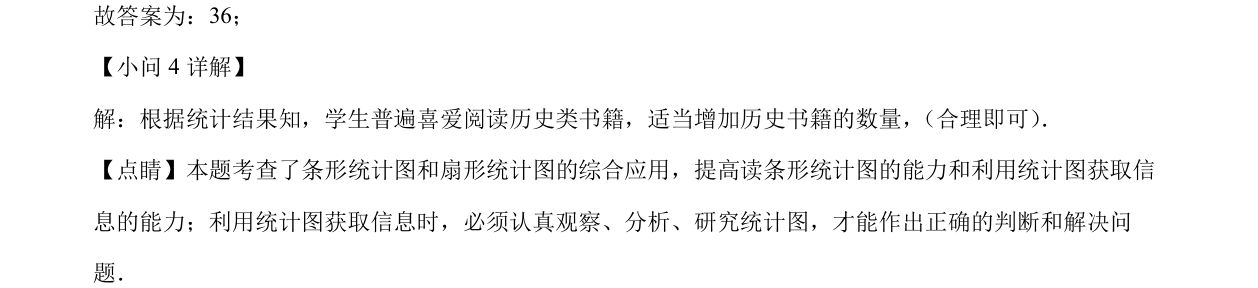 故答案为：36；
【小问 4 详解】
解：根据统计结果知，学生普遍喜爱阅读历史类书籍，适当增加历史书籍的数量，（合理即可）．
【点睛】本题考查了条形统计图和扇形统计图的综合应用，提高读条形统计图的能力和利用统计图获取信
息的能力；利用统计图获取信息时，必须认真观察、分析、研究统计图，才能作出正确的判断和解决问
题．